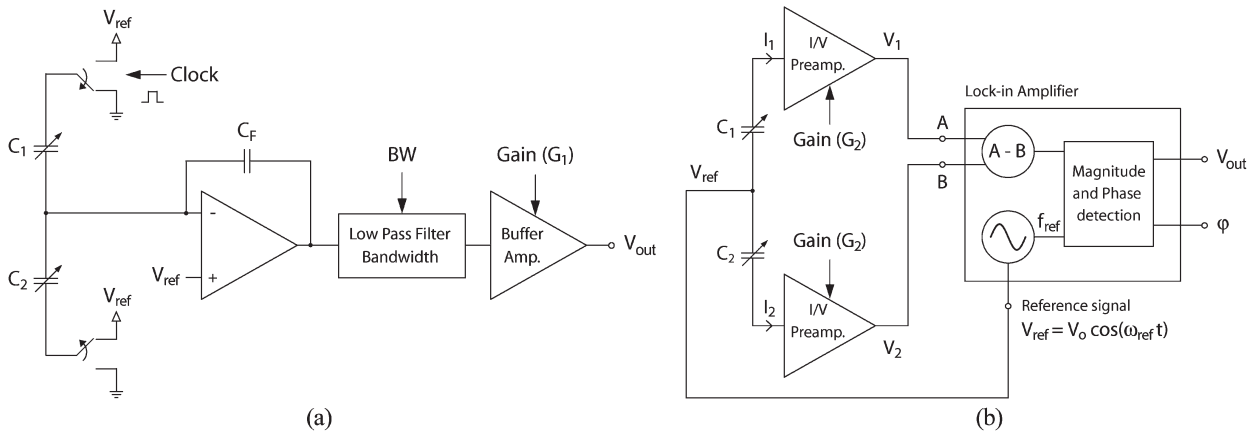 V_ref
Clock
C_1
C_F
BW
Gain (G_1)
-
Low Pass Filter
Bandwidth
Buffer
Amp.
V_out
C_2
V_ref
+
V_ref
(a)
I_1
I/V
Preamp.
V_1
Gain (G_2)
C_1
V_ref
C_2
Gain (G_2)
I_2
I/V
Preamp.
V_2
Lock-in Amplifier
A
A - B
B
Magnitude
and Phase
detection
V_out
f_ref
φ
Reference signal
V_ref = V_o cos(ω_ref t)
(b)